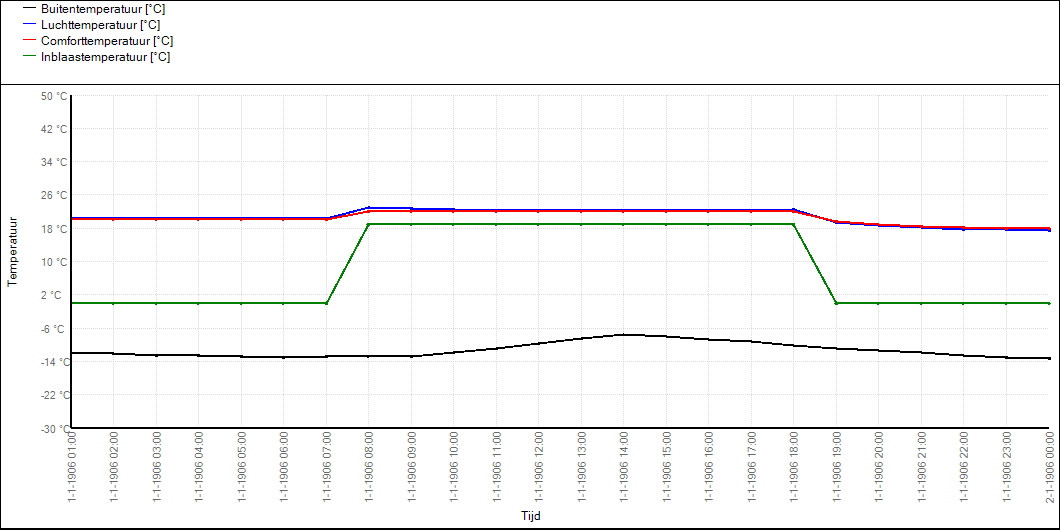 Buitentemperatuur [°C]
Luchttemperatuur [°C]
Comforttemperatuur [°C]
Inblaastemperatuur [°C]
50 °C
42 °C
34 °C
26 °C
18 °C
10 °C
2 °C
-6 °C
-14 °C
-22 °C
-30 °C
Temperatuur
1-1-1906 01:00
1-1-1906 02:00
1-1-1906 03:00
1-1-1906 04:00
1-1-1906 05:00
1-1-1906 06:00
1-1-1906 07:00
1-1-1906 08:00
1-1-1906 09:00
1-1-1906 10:00
1-1-1906 11:00
1-1-1906 12:00
1-1-1906 13:00
1-1-1906 14:00
1-1-1906 15:00
1-1-1906 16:00
1-1-1906 17:00
1-1-1906 18:00
1-1-1906 19:00
1-1-1906 20:00
1-1-1906 21:00
1-1-1906 22:00
1-1-1906 23:00
2-1-1906 00:00
Tijd